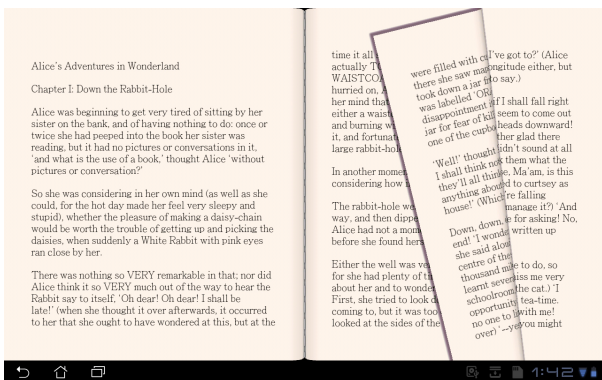 Alice's Adventures in Wonderland
Chapter I: Down the Rabbit-Hole
Alice was beginning to get very tired of sitting by her
sister on the bank, and of having nothing to do: once or
twice she had peeped into the book her sister was
reading, but it had no pictures or conversations in it,
'and what is the use of a book,' thought Alice 'without
pictures or conversation?'
So she was considering in her own mind (as well as she
could, for the hot day made her feel very sleepy and
stupid), whether the pleasure of making a daisy-chain
would be worth the trouble of getting up and picking the
daisies, when suddenly a White Rabbit with pink eyes
ran close by her.
There was nothing so VERY remarkable in that; nor did
Alice think it so VERY much out of the way to hear the
Rabbit say to itself, 'Oh dear! Oh dear! I shall be
late!' (when she thought it over afterwards, it occurred
to her that she ought to have wondered at this, but at the
time it all
actually
WAISTCO
hurried on, A
her mind that
either a waist
and burning w
it, and fortunat
large rabbit-hol
In another momen
considering how i
The rabbit-hole we
way, and then dippe
Alice had not a mom
before she found hers
Either the well was ve
for she had plenty of ti
about her and to wonde
First, she tried to look d
coming to, but it was too
looked at the sides of the
were filled with cu
there she saw ma
took down a jar f
was labelled 'OR
disappointment
jar for fear of kil
one of the cupbo
'Well!' thought
I shall think no
they'll all think
anything about
house!' (Whic
Down, down,
end! 'I wonde
she said alou
centre of the
thousand mi
learnt seve
schoolroom
opportunity
no one to li
over) '—ye
I've got to?' (Alice
ongitude either, but
to say.)
if I shall fall right
seem to come out
heads downward!
her glad there
idn't sound at all
them what the
e, Ma'am, is this
d to curtsey as
're falling
manage it?) 'And
e for asking! No,
written up
e to do, so
iss me very
the cat.) 'I
tea-time.
with me!
you might
1:42